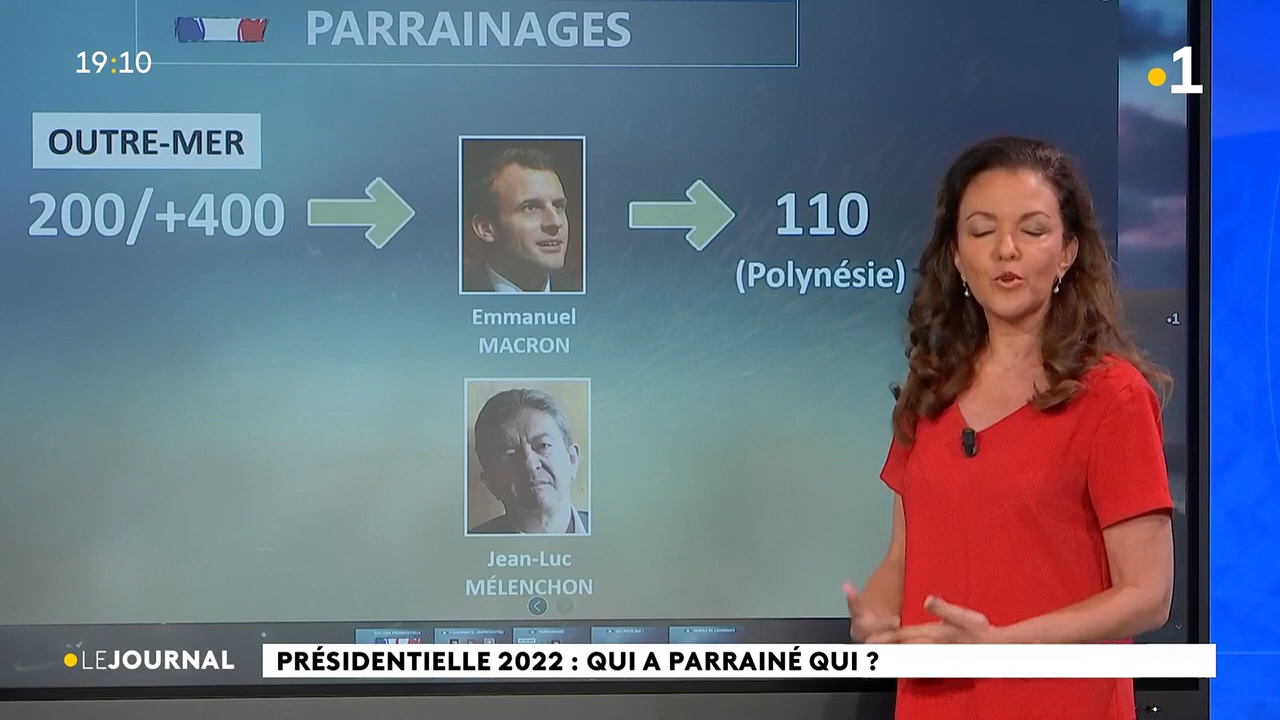 PARRAINAGES
19:10
1
OUTRE-MER
200/+400
110
(Polynésie)
Emmanuel
MACRON
1
Jean-Luc
MÉLENCHON
LEJOURNAL
PRÉSIDENTIELLE 2022 : QUI A PARRAINÉ QUI ?